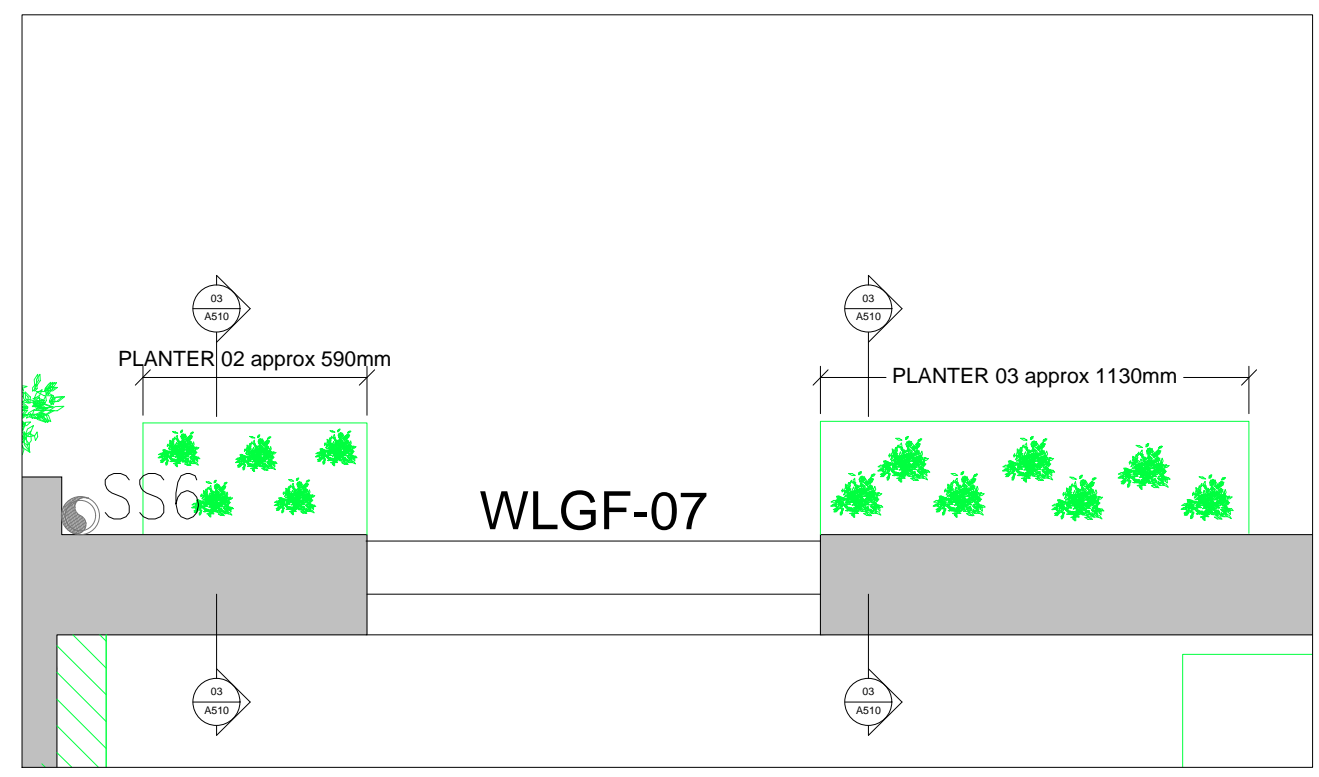 03
A510
03
A510
PLANTER 02 approx 590mm
PLANTER 03 approx 1130mm
SS6
WLGF-07
03
A510
03
A510